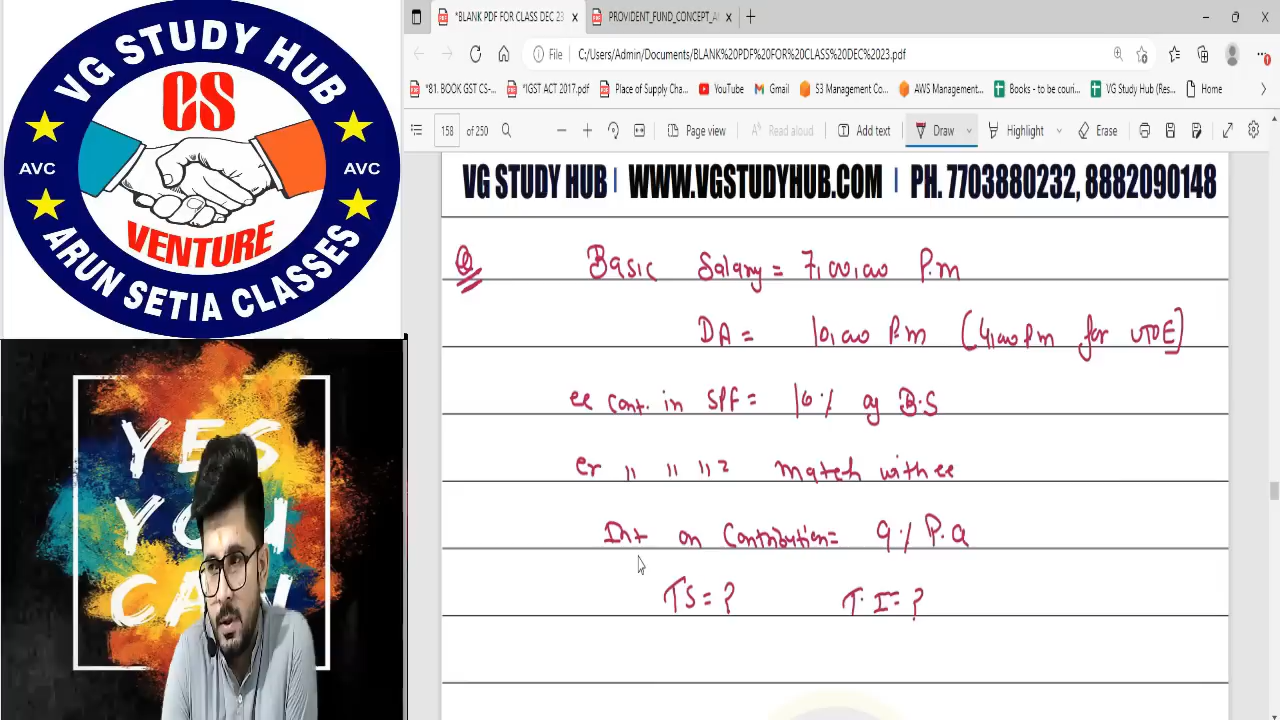 VG STUDY HUB
CS
AVC
AVC
VENTURE
ARUN SETIA CLASSES
YES
YOU
CAN
*BLANK PDF FOR CLASS DEC 23
PROVIDENT_FUND_CONCEPT_A
File
C:/Users/Admin/Documents/BLANK%20PDF%20FOR%20CLASS%20DEC%2023.pdf
*81. BOOK GST CS-...
*IGST ACT 2017.pdf
Place of Supply Cha...
YouTube
Gmail
S3 Management Co...
AWS Management...
Books - to be couri...
VG Study Hub (Res...
Home
158 of 250
Page view
Read aloud
Add text
Draw
Highlight
Erase
VG STUDY HUB | WWW.VGSTUDYHUB.COM | PH. 7703880232, 8882090148
Q Basic Salary = 7,00,000 P.m
DA = 10,000 P.m (4,000 Pm for UTOE)
ee cont. in SPF = 10% of B.S
er " " " = match with ee
Int on Contribution = 9% P.a
TS = ? T.I = ?